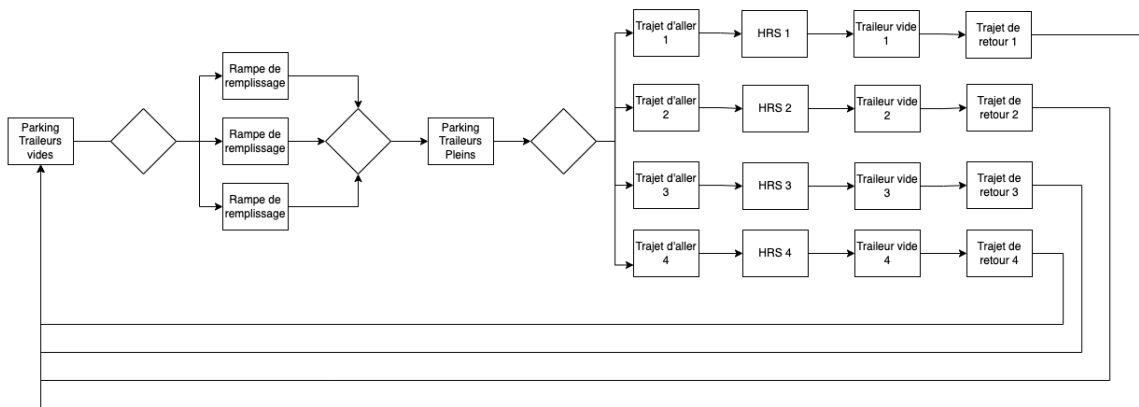 Parking
Traileurs
vides
Rampe de
remplissage
Rampe de
remplissage
Rampe de
remplissage
Parking
Traileurs
Pleins
Trajet d'aller
1
HRS 1
Traileur vide
1
Trajet de
retour 1
Trajet d'aller
2
HRS 2
Traileur vide
2
Trajet de
retour 2
Trajet d'aller
3
HRS 3
Traileur vide
3
Trajet de
retour 3
Trajet d'aller
4
HRS 4
Traileur vide
4
Trajet de
retour 4